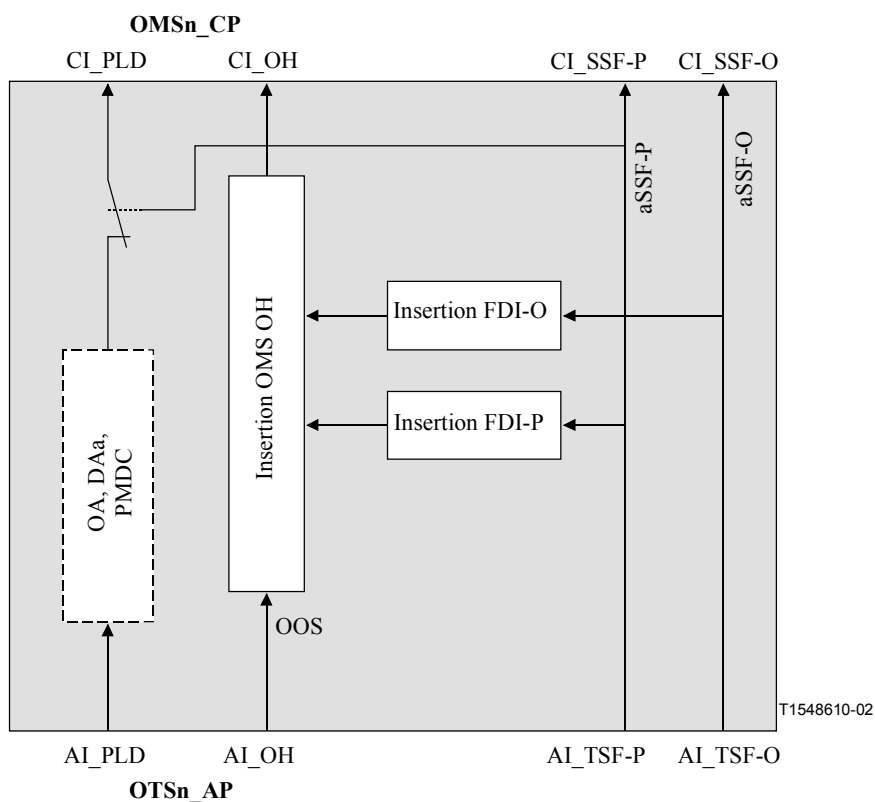 OMSn_CP
CI_PLD
CI_OH
CI_SSF-P
CI_SSF-O
aSSF-P
aSSF-O
Insertion FDI-O
Insertion OMS OH
Insertion FDI-P
OA, DAa,
PMDC
OOS
T1548610-02
AI_PLD
AI_OH
AI_TSF-P
AI_TSF-O
OTSn_AP